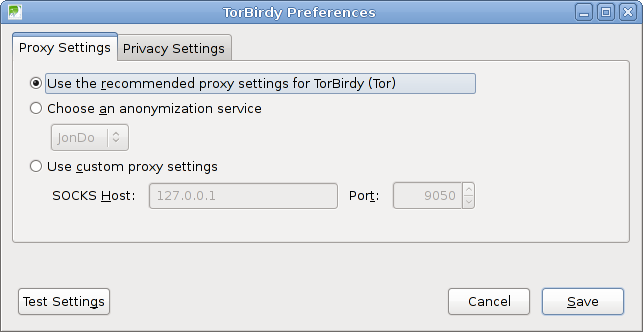 TorBirdy Preferences
Proxy Settings
Privacy Settings
Use the recommended proxy settings for TorBirdy (Tor)
Choose an anonymization service
JonDo
Use custom proxy settings
SOCKS Host: 127.0.0.1 Port: 9050
Test Settings
Cancel
Save